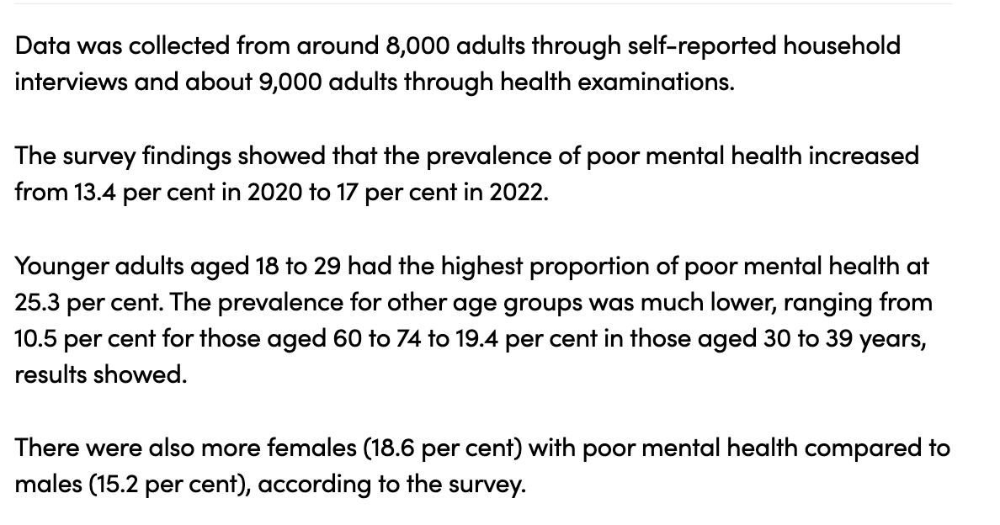 Data was collected from around 8,000 adults through self-reported household
interviews and about 9,000 adults through health examinations.
The survey findings showed that the prevalence of poor mental health increased
from 13.4 per cent in 2020 to 17 per cent in 2022.
Younger adults aged 18 to 29 had the highest proportion of poor mental health at
25.3 per cent. The prevalence for other age groups was much lower, ranging from
10.5 per cent for those aged 60 to 74 to 19.4 per cent in those aged 30 to 39 years,
results showed.
There were also more females (18.6 per cent) with poor mental health compared to
males (15.2 per cent), according to the survey.